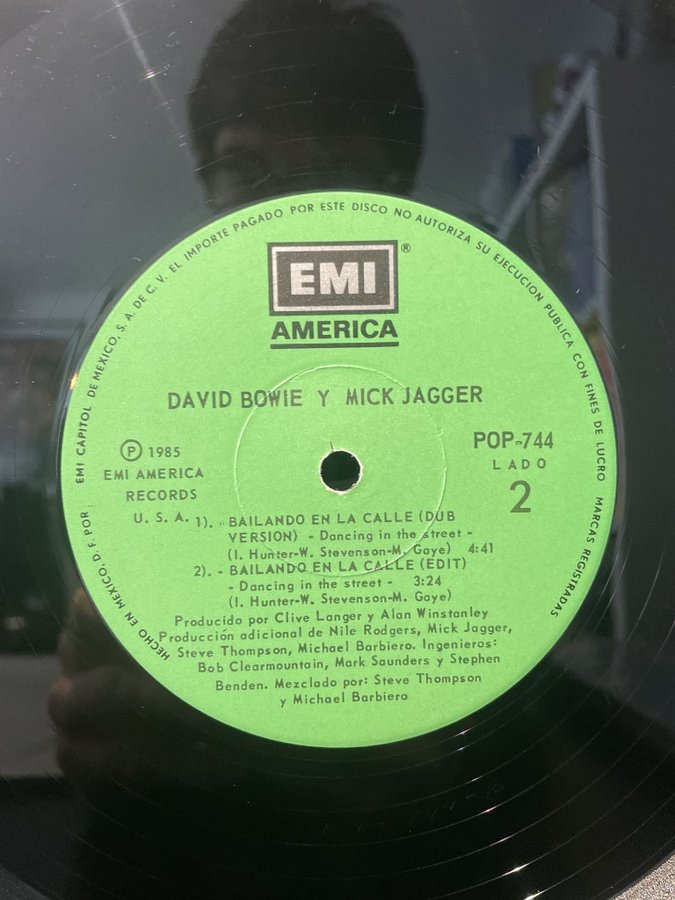 HECHO EN MEXICO, D. F. POR EMI CAPITOL DE MEXICO, S. A. DE C. V. EL IMPORTE PAGADO POR ESTE DISCO NO AUTORIZA SU EJECUCION PUBLICA CON FINES DE LUCRO MARCAS REGISTRADAS
EMI ®
AMERICA
DAVID BOWIE Y MICK JAGGER
Ⓟ 1985
EMI AMERICA
RECORDS
U. S. A.
POP-744
LADO
2
1). - BAILANDO EN LA CALLE (DUB
VERSION) - Dancing in the street -
(I. Hunter-W. Stevenson-M. Gaye) 4:41
2). - BAILANDO EN LA CALLE (EDIT)
- Dancing in the street - 3:24
(I. Hunter-W. Stevenson-M. Gaye)
Producido por Clive Langer y Alan Winstanley
Producción adicional de Nile Rodgers, Mick Jagger,
Steve Thompson, Michael Barbiero. Ingenieros:
Bob Clearmountain, Mark Saunders y Stephen
Benden. Mezclado por: Steve Thompson
y Michael Barbiero